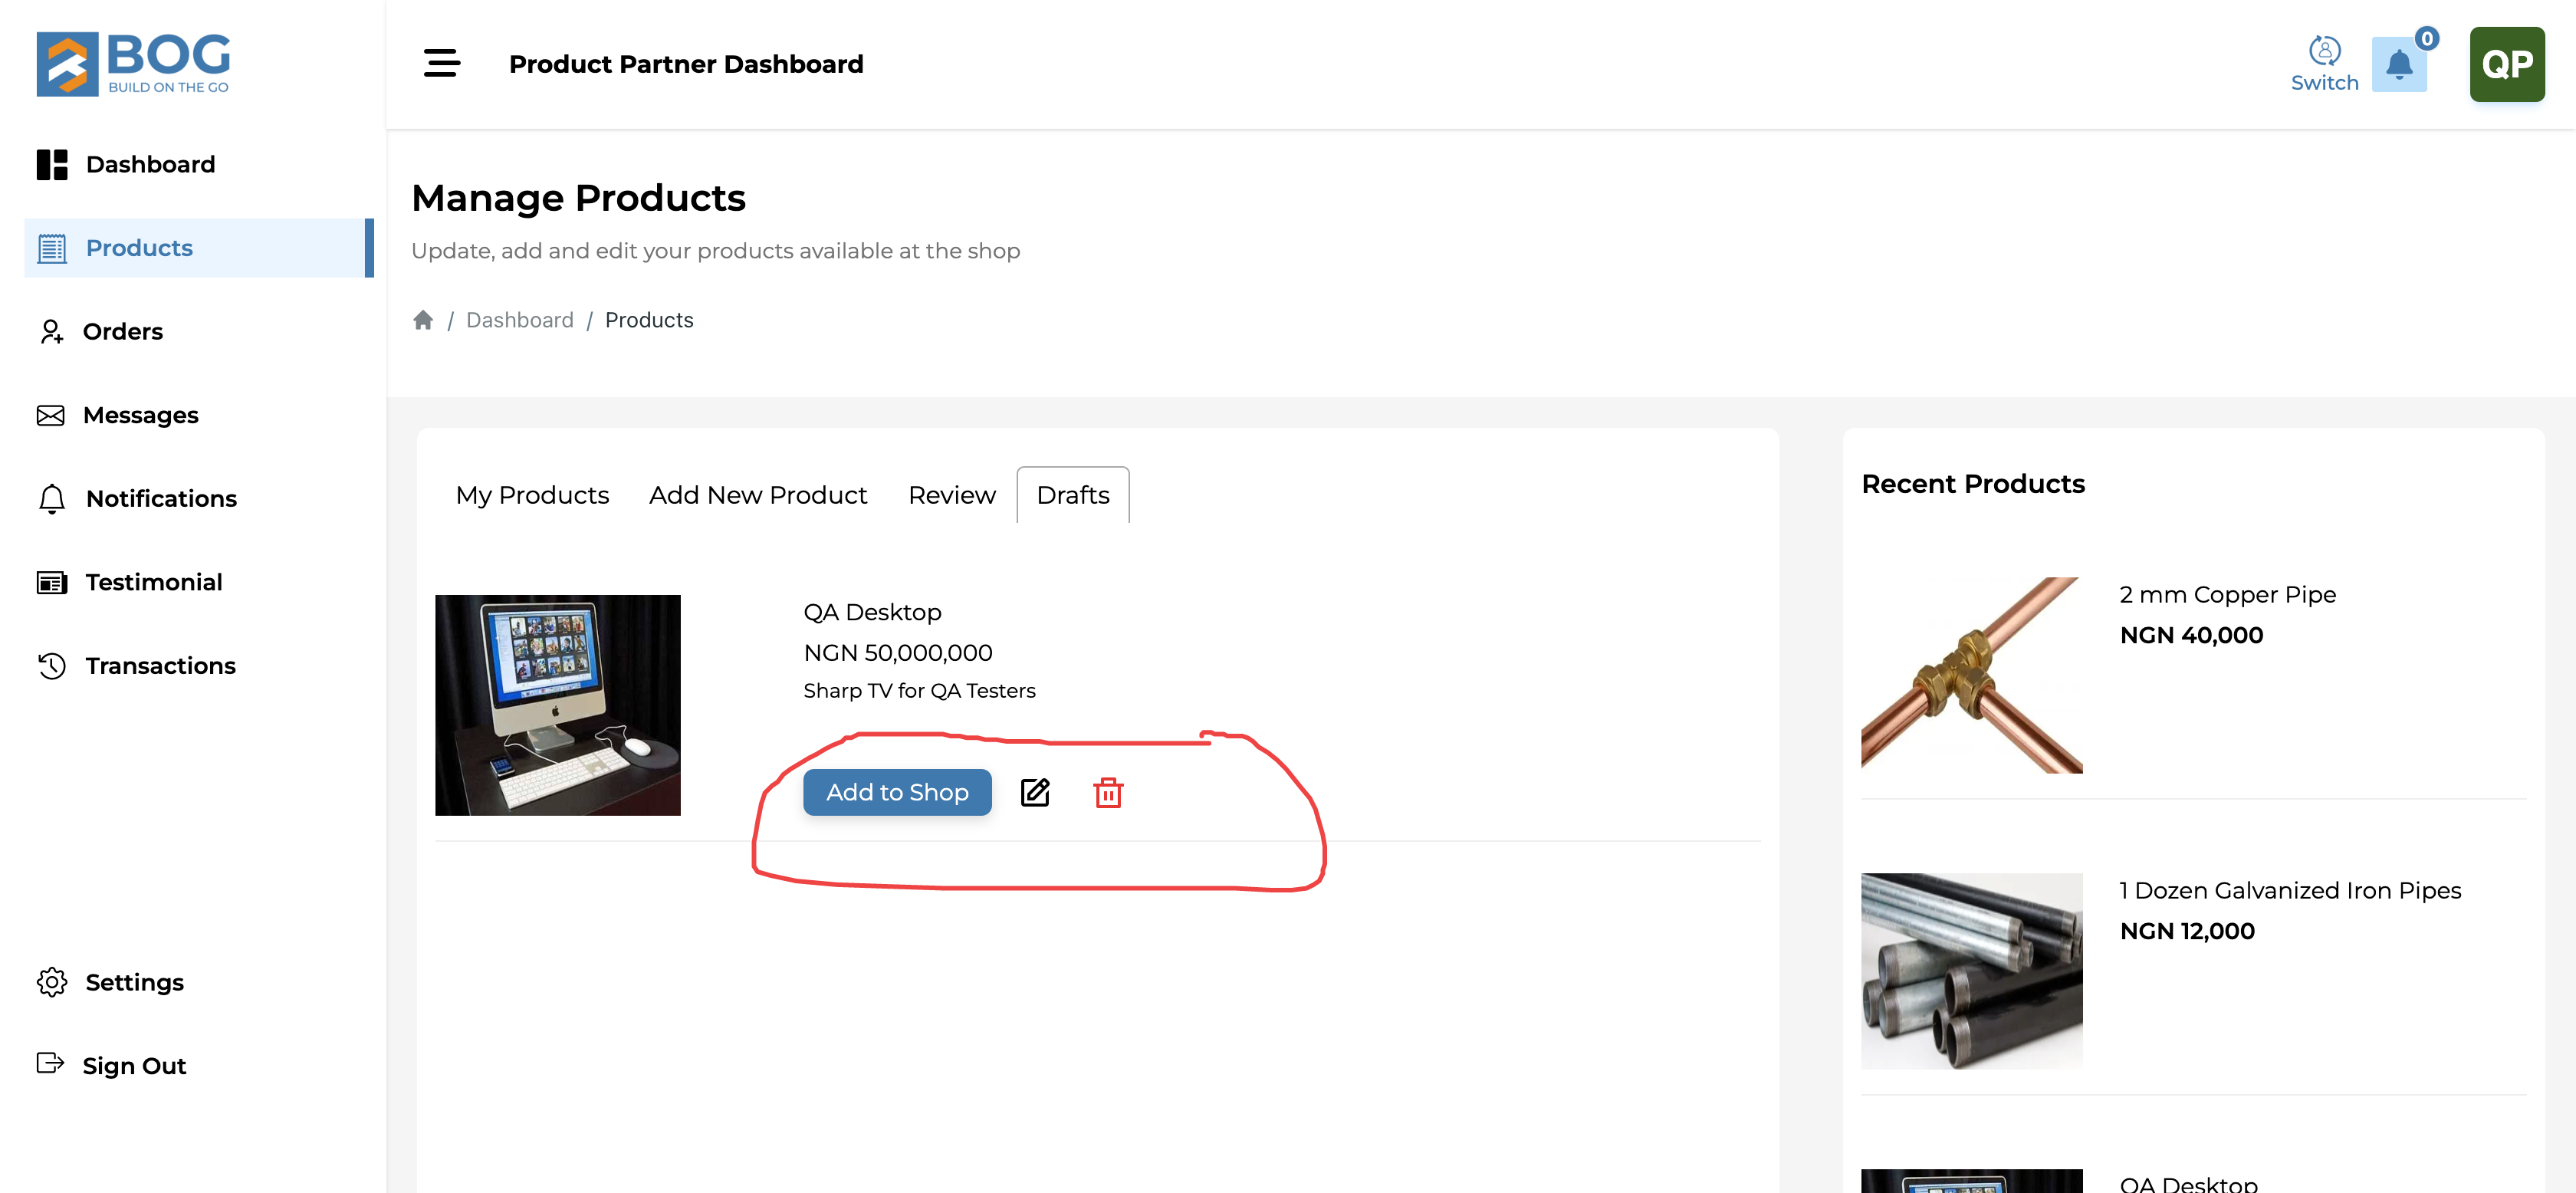 BOG
BUILD ON THE GO
Product Partner Dashboard
Switch
0
QP
Dashboard
Products
Orders
Messages
Notifications
Testimonial
Transactions
Settings
Sign Out
Manage Products
Update, add and edit your products available at the shop
/ Dashboard / Products
My Products Add New Product Review Drafts
QA Desktop
NGN 50,000,000
Sharp TV for QA Testers
Add to Shop
Recent Products
2 mm Copper Pipe
NGN 40,000
1 Dozen Galvanized Iron Pipes
NGN 12,000
QA Desktop